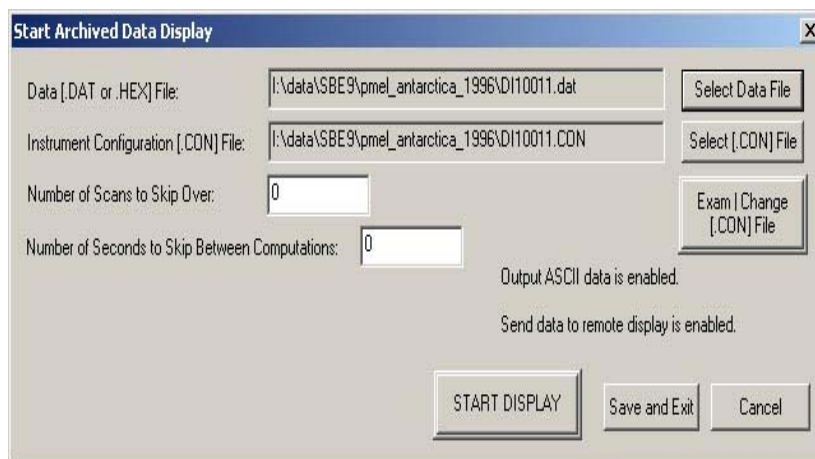 Start Archived Data Display
X
Data [.DAT or .HEX] File:
I:\data\SBE9\pmel_antarctica_1996\DI10011.dat
Select Data File
Instrument Configuration [.CON] File:
I:\data\SBE9\pmel_antarctica_1996\DI10011.CON
Select [.CON] File
Number of Scans to Skip Over:
0
Exam | Change
[.CON] File
Number of Seconds to Skip Between Computations:
0
Output ASCII data is enabled.
Send data to remote display is enabled.
START DISPLAY
Save and Exit
Cancel